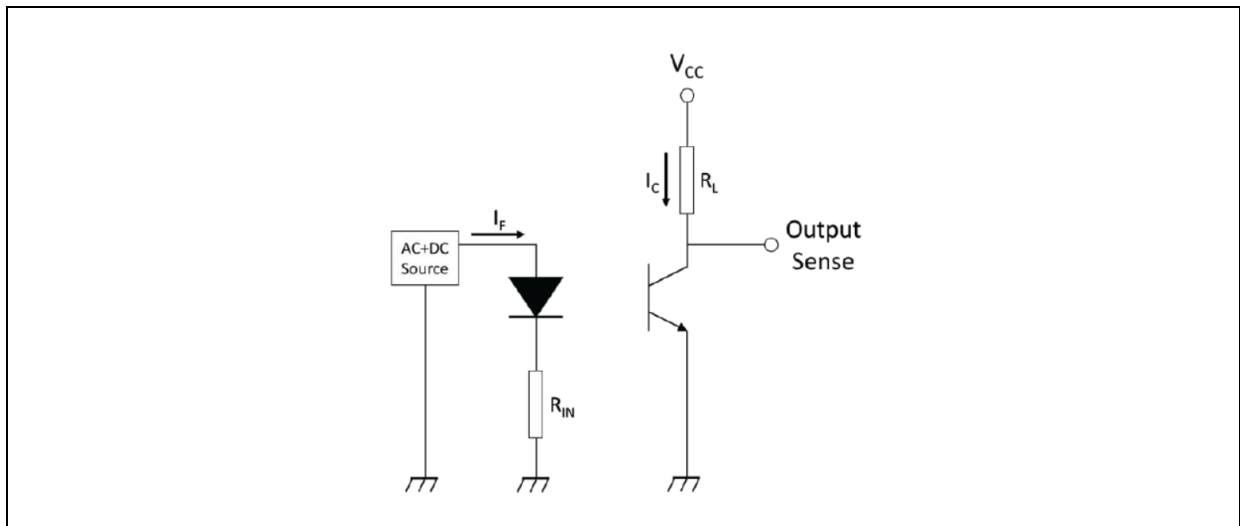 V_CC
I_C
R_L
I_F
AC+DC
Source
Output
Sense
R_IN